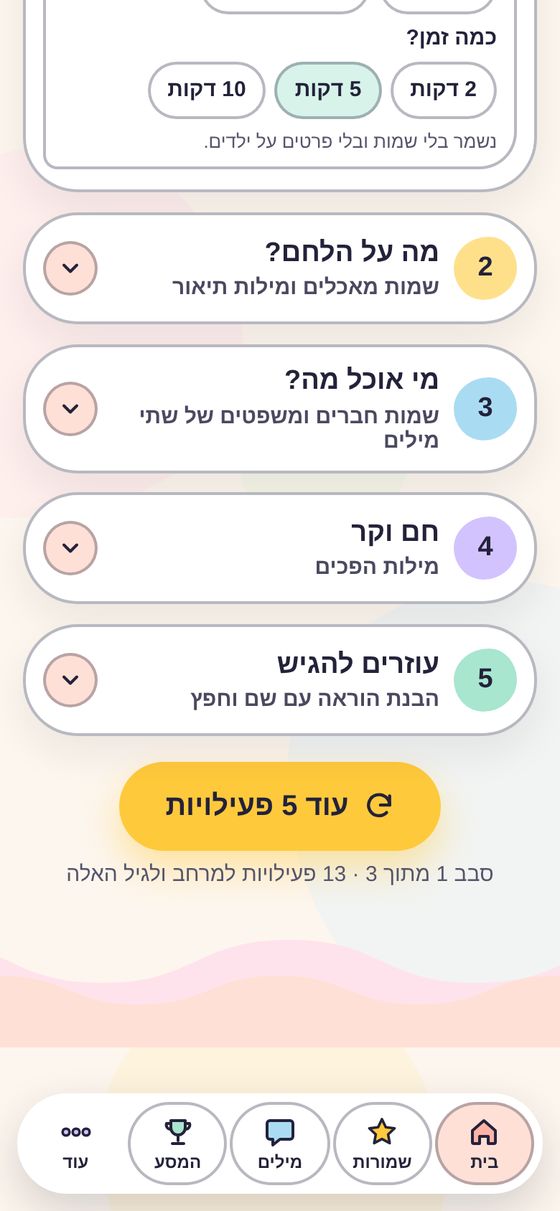 כמה זמן?
2 דקות
5 דקות
10 דקות
נשמר בלי שמות ובלי פרטים על ילדים.
2
מה על הלחם?
שמות מאכלים ומילות תיאור
3
מי אוכל מה?
שמות חברים ומשפטים של שתי
מילים
4
חם וקר
מילות הפכים
5
עוזרים להגיש
הבנת הוראה עם שם וחפץ
עוד 5 פעילויות
סבב 1 מתוך 3 · 13 פעילויות למרחב ולגיל האלה
בית
שמורות
מילים
המסע
עוד